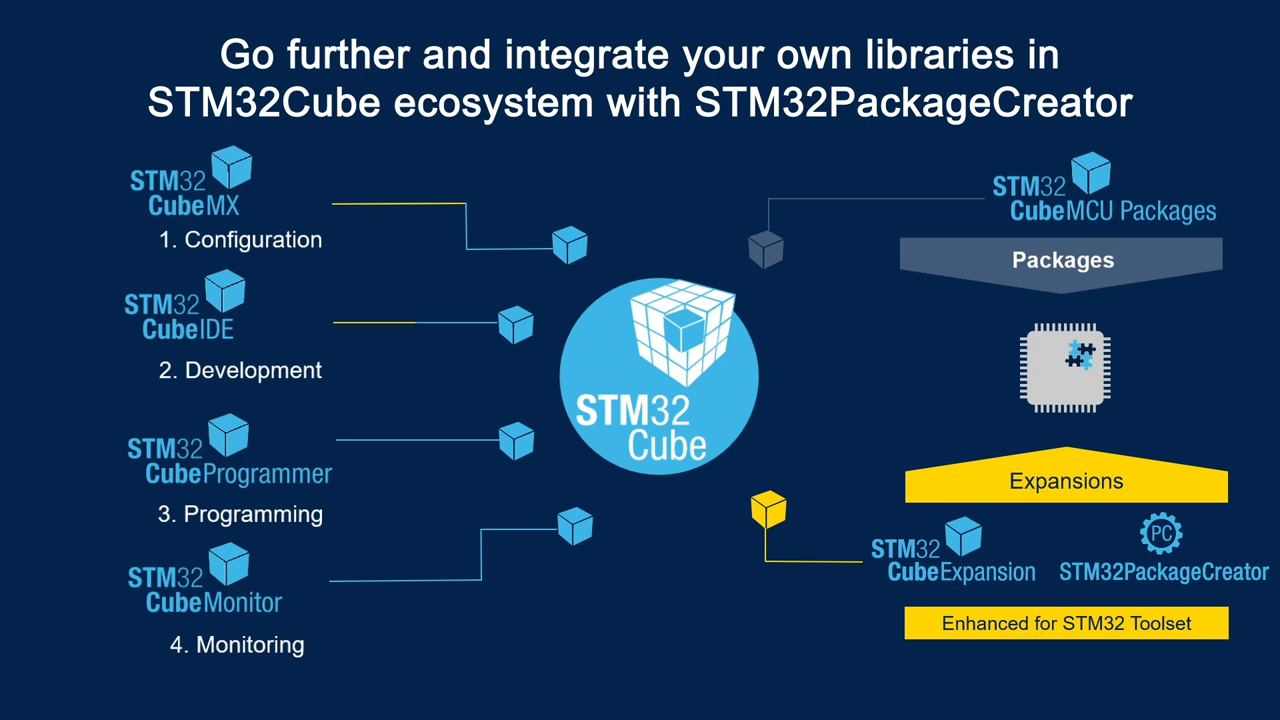 Go further and integrate your own libraries in
STM32Cube ecosystem with STM32PackageCreator
STM32
CubeMX
1. Configuration
STM32
CubeIDE
2. Development
STM32
CubeProgrammer
3. Programming
STM32
CubeMonitor
4. Monitoring
STM32
Cube
STM32
CubeMCU Packages
Packages
Expansions
STM32
CubeExpansion
PC
STM32PackageCreator
Enhanced for STM32 Toolset